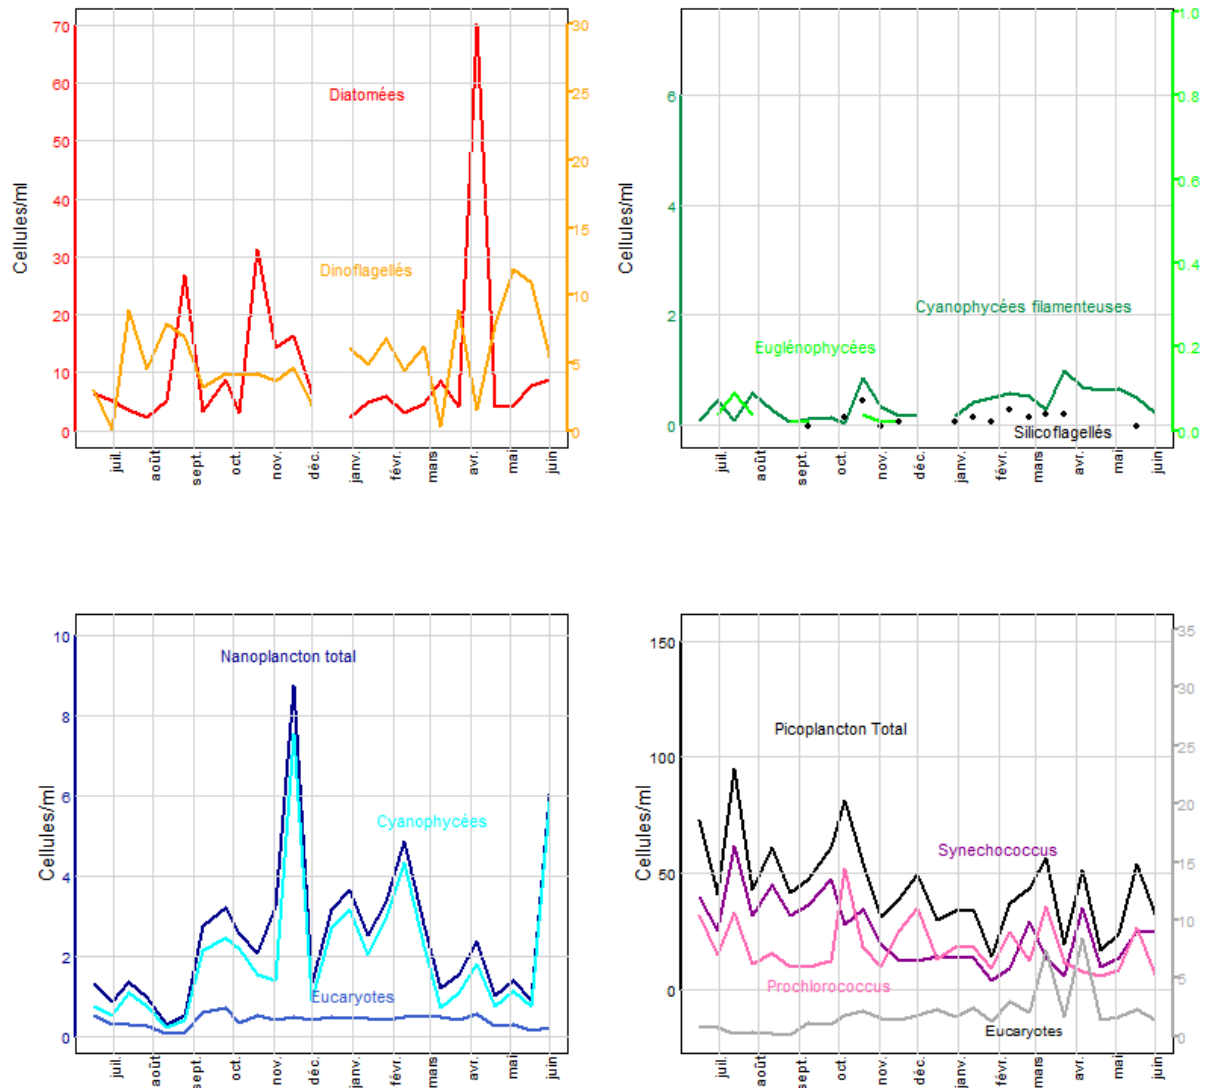 70
60
50
40
30
20
10
0
30
25
20
15
10
5
0
Cellules/ml
Diatomées
Dinoflagellés
juil.
août
sept.
oct.
nov.
déc.
janv.
févr.
mars
avr.
mai
juin
6
4
2
0
1.0
0.8
0.6
0.4
0.2
0.0
Cellules/ml
Cyanophycées filamenteuses
Euglénophycées
Silicoflagellés
juil.
août
sept.
oct.
nov.
déc.
janv.
févr.
mars
avr.
mai
juin
10
8
6
4
2
0
Cellules/ml
Nanoplancton total
Cyanophycées
Eucaryotes
juil.
août
sept.
oct.
nov.
déc.
janv.
févr.
mars
avr.
mai
juin
150
100
50
0
35
30
25
20
15
10
5
0
Cellules/ml
Picoplancton Total
Synechococcus
Prochlorococcus
Eucaryotes
juil.
août
sept.
oct.
nov.
déc.
janv.
févr.
mars
avr.
mai
juin